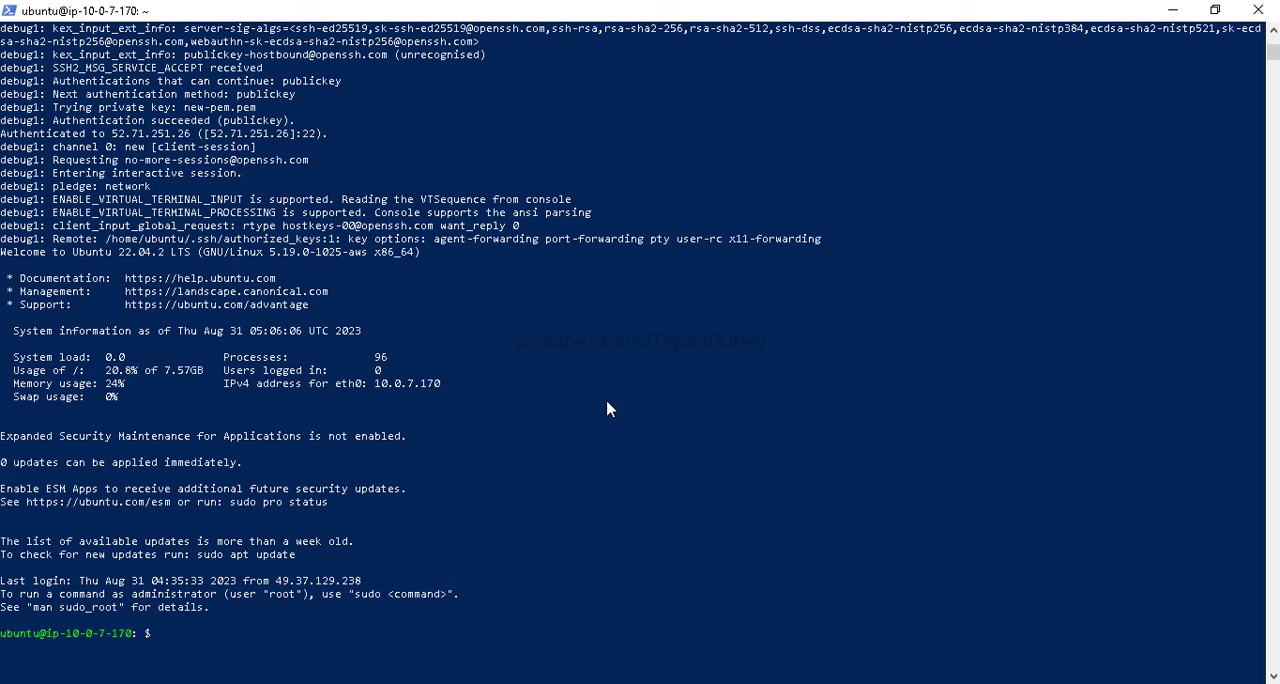 ubuntu@ip-10-0-7-170: ~
debug1: kex_input_ext_info: server-sig-algs=<ssh-ed25519,sk-ssh-ed25519@openssh.com,ssh-rsa,rsa-sha2-256,rsa-sha2-512,ssh-dss,ecdsa-sha2-nistp256,ecdsa-sha2-nistp384,ecdsa-sha2-nistp521,sk-ecd
sa-sha2-nistp256@openssh.com,webauthn-sk-ecdsa-sha2-nistp256@openssh.com>
debug1: kex_input_ext_info: publickey-hostbound@openssh.com (unrecognised)
debug1: SSH2_MSG_SERVICE_ACCEPT received
debug1: Authentications that can continue: publickey
debug1: Next authentication method: publickey
debug1: Trying private key: new-pem.pem
debug1: Authentication succeeded (publickey).
Authenticated to 52.71.251.26 ([52.71.251.26]:22).
debug1: channel 0: new [client-session]
debug1: Requesting no-more-sessions@openssh.com
debug1: Entering interactive session.
debug1: pledge: network
debug1: ENABLE_VIRTUAL_TERMINAL_INPUT is supported. Reading the VTSequence from console
debug1: ENABLE_VIRTUAL_TERMINAL_PROCESSING is supported. Console supports the ansi parsing
debug1: client_input_global_request: rtype hostkeys-00@openssh.com want_reply 0
debug1: Remote: /home/ubuntu/.ssh/authorized_keys:1: key options: agent-forwarding port-forwarding pty user-rc x11-forwarding
Welcome to Ubuntu 22.04.2 LTS (GNU/Linux 5.19.0-1025-aws x86_64)
* Documentation: https://help.ubuntu.com
* Management: https://landscape.canonical.com
* Support: https://ubuntu.com/advantage
System information as of Thu Aug 31 05:06:06 UTC 2023
youtube.com/c/TapanDubey
System load: 0.0 Processes: 96
Usage of /: 20.8% of 7.57GB Users logged in: 0
Memory usage: 24% IPv4 address for eth0: 10.0.7.170
Swap usage: 0%
Expanded Security Maintenance for Applications is not enabled.
0 updates can be applied immediately.
Enable ESM Apps to receive additional future security updates.
See https://ubuntu.com/esm or run: sudo pro status
The list of available updates is more than a week old.
To check for new updates run: sudo apt update
Last login: Thu Aug 31 04:35:33 2023 from 49.37.129.238
To run a command as administrator (user "root"), use "sudo <command>".
See "man sudo_root" for details.
ubuntu@ip-10-0-7-170: $